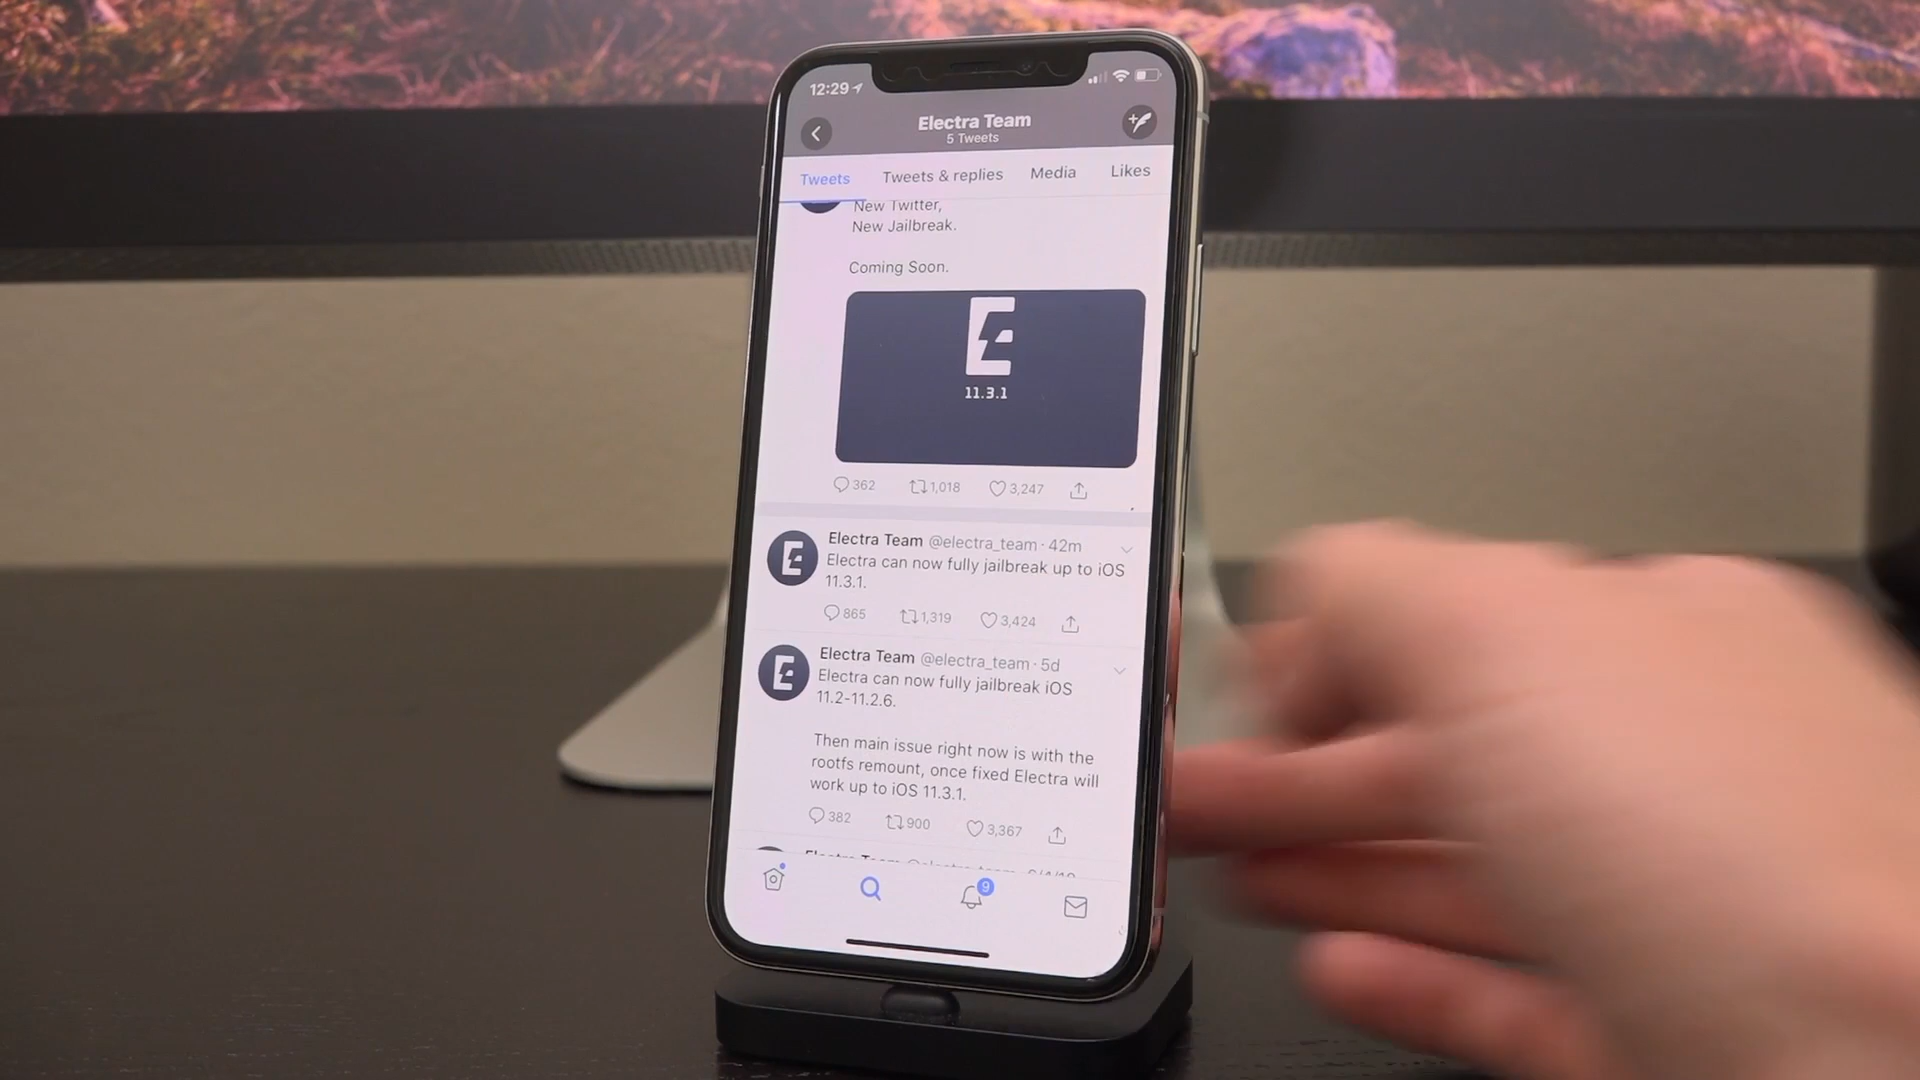 12:29
Electra Team
5 Tweets
Tweets
Tweets & replies
Media
Likes
New Twitter,
New Jailbreak.
Coming Soon.
11.3.1
362
1,018
3,247
Electra Team @electra_team · 42m
Electra can now fully jailbreak up to iOS
11.3.1.
865
1,319
3,424
Electra Team @electra_team · 5d
Electra can now fully jailbreak iOS
11.2-11.2.6.
Then main issue right now is with the
rootfs remount, once fixed Electra will
work up to iOS 11.3.1.
382
900
3,367
9